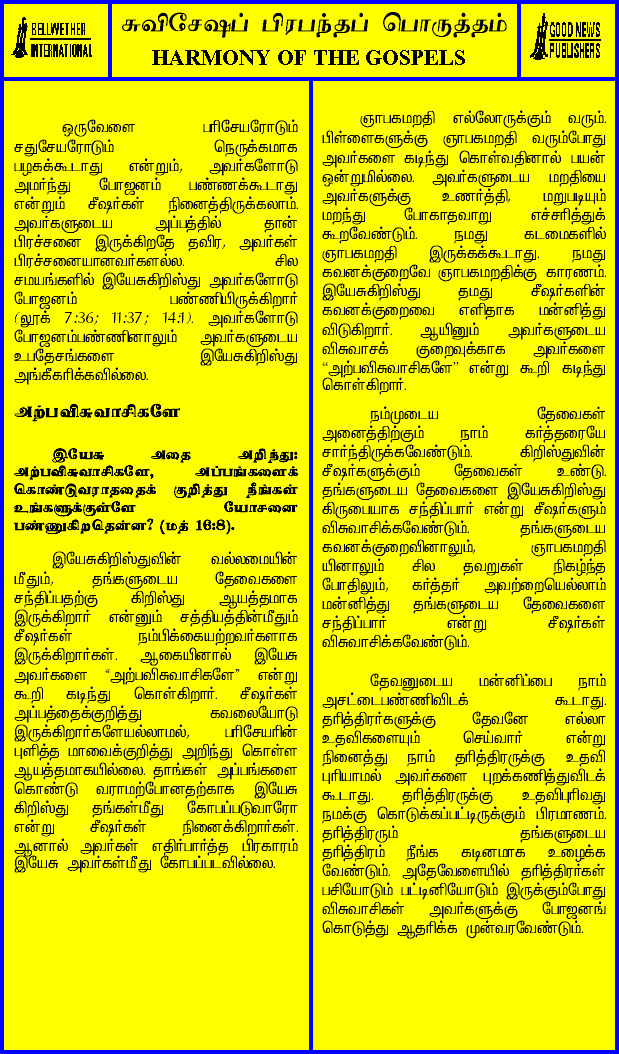 BELLWETHER
INTERNATIONAL
சுவிசேஷப் பிரபந்தப் பொருத்தம்
HARMONY OF THE GOSPELS
GOOD NEWS
PUBLISHERS
ஒருவேளை பரிசேயரோடும்
சதுசேயரோடும் நெருக்கமாக
பழகக்கூடாது என்றும், அவர்களோடு
அமர்ந்து போஜனம் பண்ணக்கூடாது
என்றும் சீஷர்கள் நினைத்திருக்கலாம்.
அவர்களுடைய அப்பத்தில் தான்
பிரச்சனை இருக்கிறதே தவிர, அவர்கள்
பிரச்சனையானவர்களல்ல. சில
சமயங்களில் இயேசுகிறிஸ்து அவர்களோடு
போஜனம் பண்ணியிருக்கிறார்
(லூக் 7:36; 11:37; 14:1). அவர்களோடு
போஜனம்பண்ணினாலும் அவர்களுடைய
உபதேசங்களை இயேசுகிறிஸ்து
அங்கீகரிக்கவில்லை.
அற்பவிசுவாசிகளே
இயேசு அதை அறிந்து:
அற்பவிசுவாசிகளே, அப்பங்களைக்
கொண்டுவராததைக் குறித்து நீங்கள்
உங்களுக்குள்ளே யோசனை
பண்ணுகிறதென்ன? (மத் 16:8).
இயேசுகிறிஸ்துவின் வல்லமையின்
மீதும், தங்களுடைய தேவைகளை
சந்திப்பதற்கு கிறிஸ்து ஆயத்தமாக
இருக்கிறார் என்னும் சத்தியத்தின்மீதும்
சீஷர்கள் நம்பிக்கையற்றவர்களாக
இருக்கிறார்கள். ஆகையினால் இயேசு
அவர்களை “அற்பவிசுவாசிகளே” என்று
கூறி கடிந்து கொள்கிறார். சீஷர்கள்
அப்பத்தைக்குறித்து கவலையோடு
இருக்கிறார்களேயல்லாமல், பரிசேயரின்
புளித்த மாவைக்குறித்து அறிந்து கொள்ள
ஆயத்தமாகயில்லை. தாங்கள் அப்பங்களை
கொண்டு வராமற்போனதற்காக இயேசு
கிறிஸ்து தங்கள்மீது கோபப்படுவாரோ
என்று சீஷர்கள் நினைக்கிறார்கள்.
ஆனால் அவர்கள் எதிர்பார்த்த பிரகாரம்
இயேசு அவர்கள்மீது கோபப்படவில்லை.
ஞாபகமறதி எல்லோருக்கும் வரும்.
பிள்ளைகளுக்கு ஞாபகமறதி வரும்போது
அவர்களை கடிந்து கொள்வதினால் பயன்
ஒன்றுமில்லை. அவர்களுடைய மறதியை
அவர்களுக்கு உணர்த்தி, மறுபடியும்
மறந்து போகாதவாறு எச்சரித்துக்
கூறவேண்டும். நமது கடமைகளில்
ஞாபகமறதி இருக்கக்கூடாது. நமது
கவனக்குறைவே ஞாபகமறதிக்கு காரணம்.
இயேசுகிறிஸ்து தமது சீஷர்களின்
கவனக்குறைவை எளிதாக மன்னித்து
விடுகிறார். ஆயினும் அவர்களுடைய
விசுவாசக் குறைவுக்காக அவர்களை
“அற்பவிசுவாசிகளே” என்று கூறி கடிந்து
கொள்கிறார்.
நம்முடைய தேவைகள்
அனைத்திற்கும் நாம் கர்த்தரையே
சார்ந்திருக்கவேண்டும். கிறிஸ்துவின்
சீஷர்களுக்கும் தேவைகள் உண்டு.
தங்களுடைய தேவைகளை இயேசுகிறிஸ்து
கிருபையாக சந்திப்பார் என்று சீஷர்களும்
விசுவாசிக்கவேண்டும். தங்களுடைய
கவனக்குறைவினாலும், ஞாபகமறதி
யினாலும் சில தவறுகள் நிகழ்ந்த
போதிலும், கர்த்தர் அவற்றையெல்லாம்
மன்னித்து தங்களுடைய தேவைகளை
சந்திப்பார் என்று சீஷர்கள்
விசுவாசிக்கவேண்டும்.
தேவனுடைய மன்னிப்பை நாம்
அசட்டைபண்ணிவிடக் கூடாது.
தரித்திரர்களுக்கு தேவனே எல்லா
உதவிகளையும் செய்வார் என்று
நினைத்து நாம் தரித்திரருக்கு உதவி
புரியாமல் அவர்களை புறக்கணித்துவிடக்
கூடாது. தரித்திரருக்கு உதவிபுரிவது
நமக்கு கொடுக்கப்பட்டிருக்கும் பிரமாணம்.
தரித்திரரும் தங்களுடைய
தரித்திரம் நீங்க கடினமாக உழைக்க
வேண்டும். அதேவேளையில் தரித்திரர்கள்
பசியோடும் பட்டினியோடும் இருக்கும்போது
விசுவாசிகள் அவர்களுக்கு போஜனங்
கொடுத்து ஆதரிக்க முன்வரவேண்டும்.